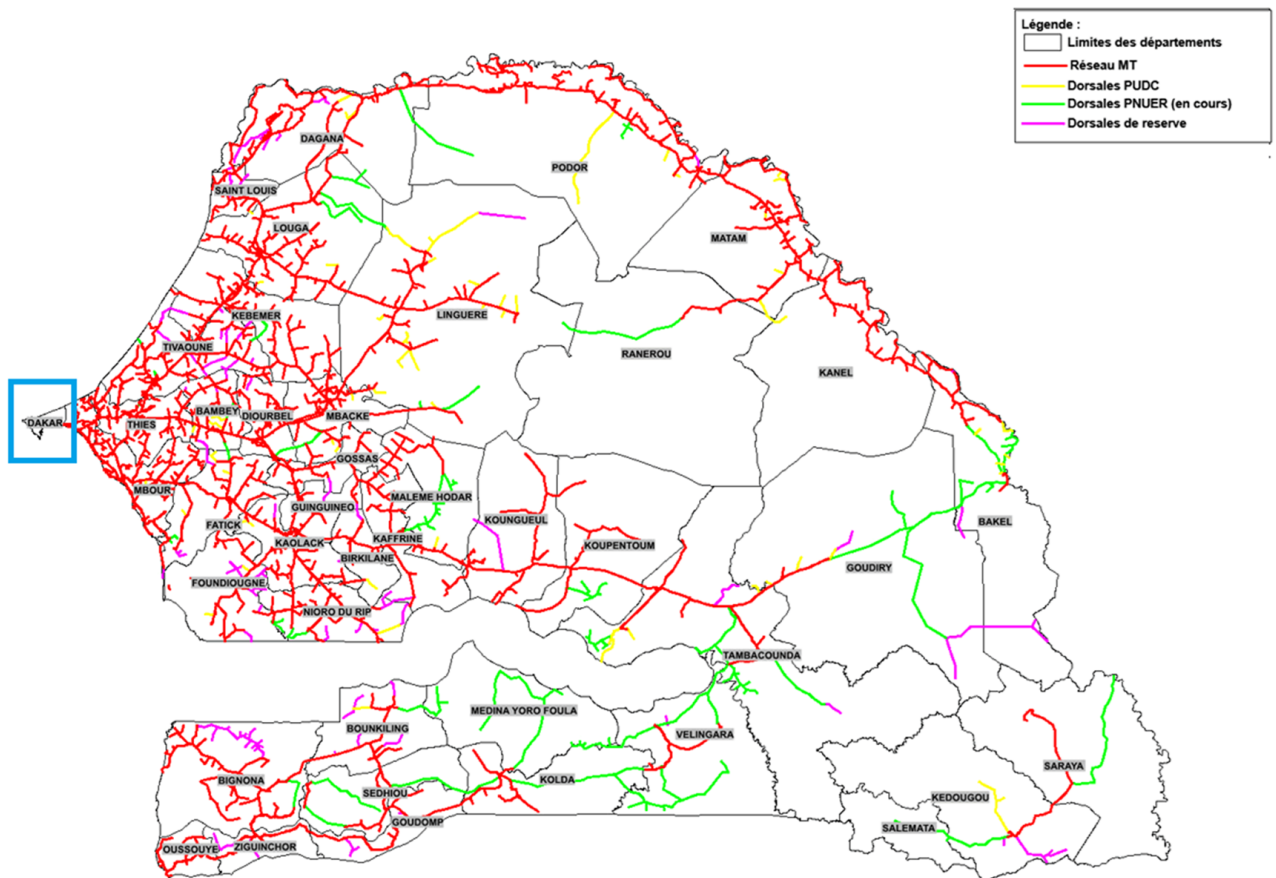 Légende :
Limites des départements
Réseau MT
Dorsales PUDC
Dorsales PNUER (en cours)
Dorsales de reserve
DAGANA
PODOR
SAINT LOUIS
LOUGA
MATAM
LINGUERE
KEBEMER
TIVAOUNE
RANEROU
KANEL
DAKAR
THIES
BAMBEY
DIOURBEL
MBACKE
GOSSAS
MBOUR
MALEME HODAR
GUINGUINEO
KOUNGUEUL
BAKEL
FATICK
KAOLACK
KAFFRINE
KOUPENTOUM
BIRKILANE
GOUDIRY
FOUNDIOUGNE
NIORO DU RIP
TAMBACOUNDA
MEDINA YORO FOULA
BOUNKILING
VELINGARA
SARAYA
BIGNONA
KOLDA
SEDHIOU
KEDOUGOU
GOUDOMP
SALEMATA
OUSSOUYE
ZIGUINCHOR